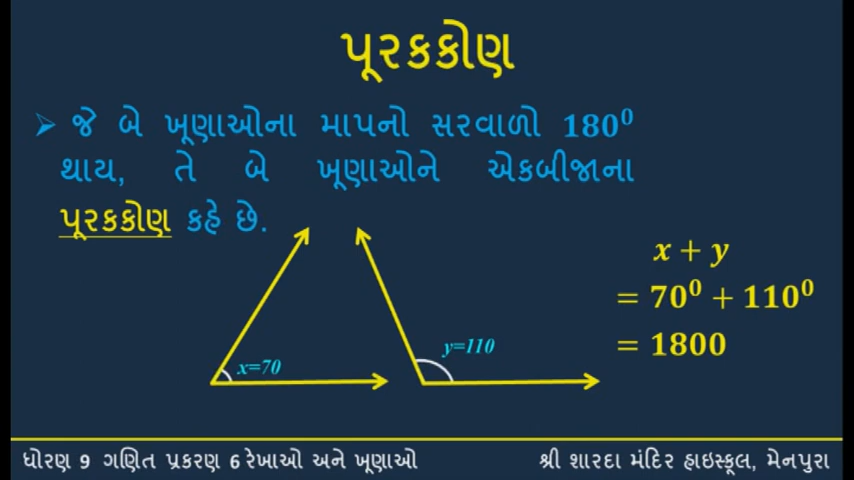 પૂરકકોણ
➢ જે બે ખૂણાઓના માપનો સરવાળો 180⁰
થાય, તે બે ખૂણાઓને એકબીજાના
પૂરકકોણ કહે છે.
x + y
= 70⁰ + 110⁰
= 1800
x=70
y=110
ધોરણ 9 ગણિત પ્રકરણ 6 રેખાઓ અને ખૂણાઓ
શ્રી શારદા મંદિર હાઇસ્કૂલ, મેનપુરા